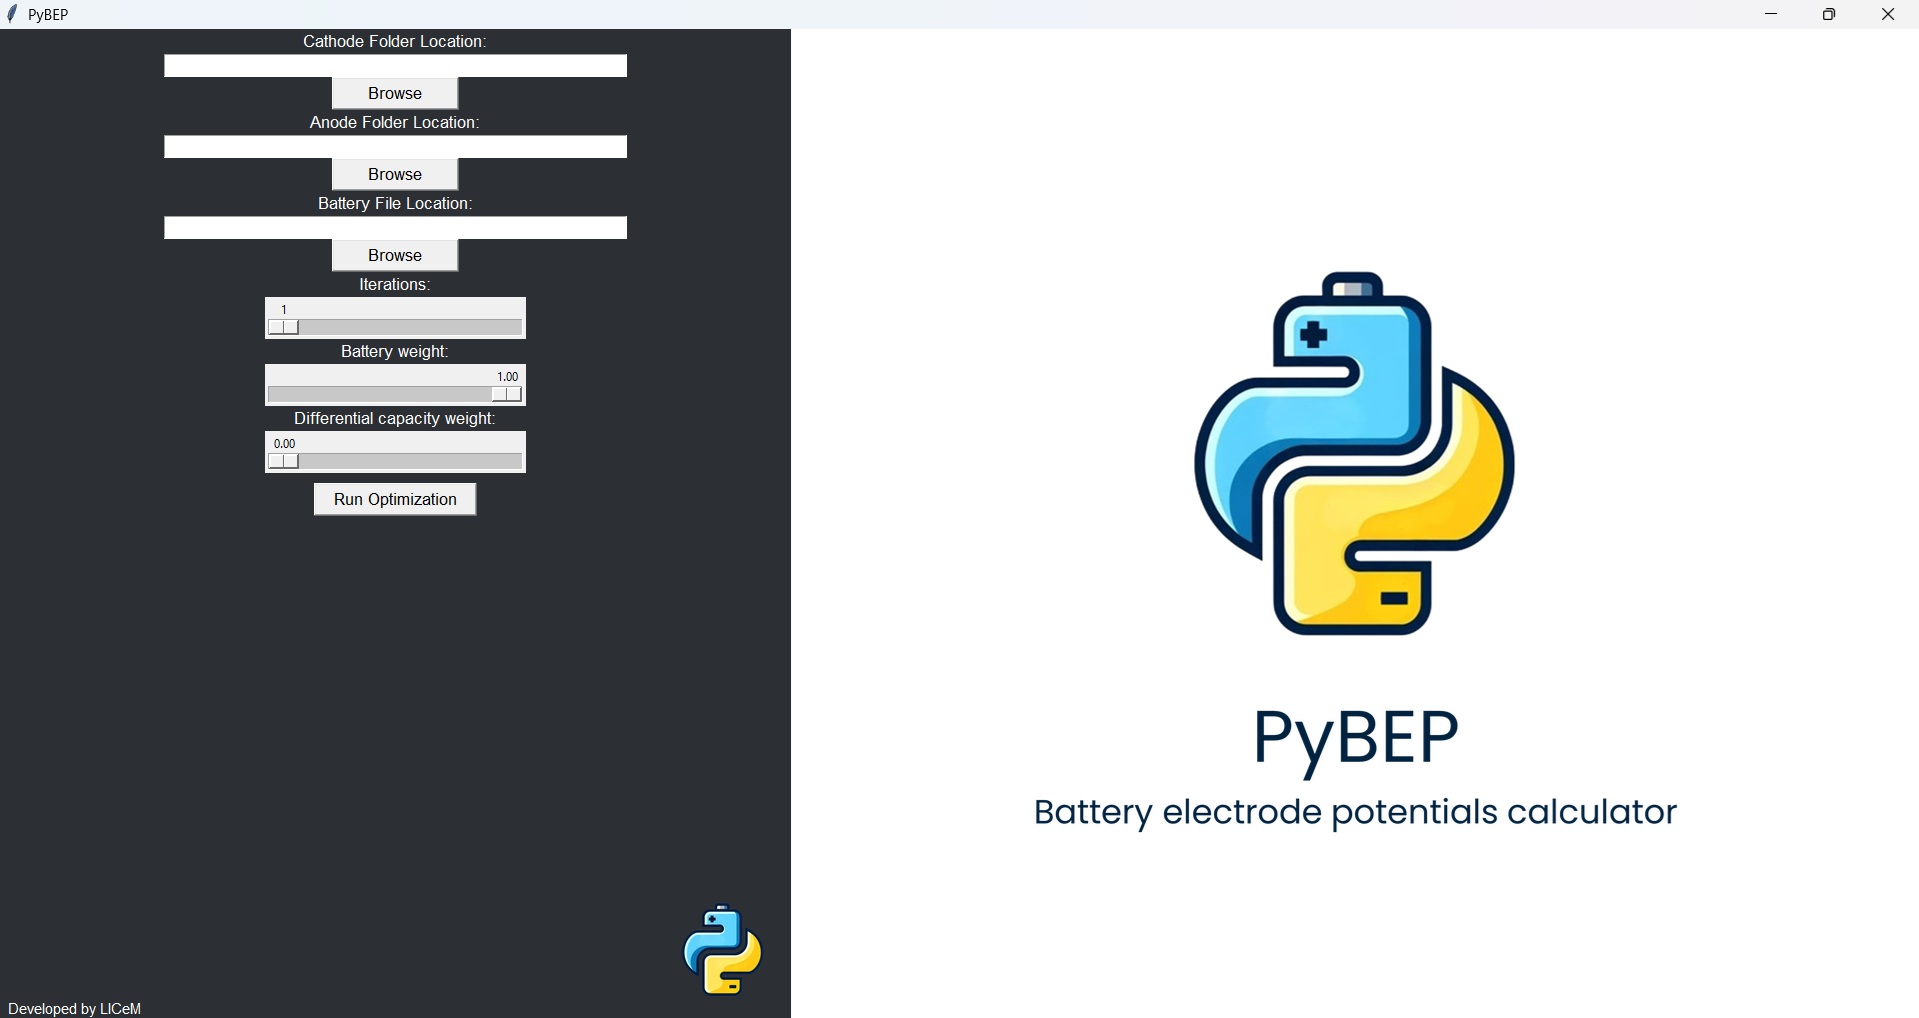 PyBEP
Cathode Folder Location:
Browse
Anode Folder Location:
Browse
Battery File Location:
Browse
Iterations:
1
Battery weight:
1.00
Differential capacity weight:
0.00
Run Optimization
Developed by LICeM
PyBEP
Battery electrode potentials calculator